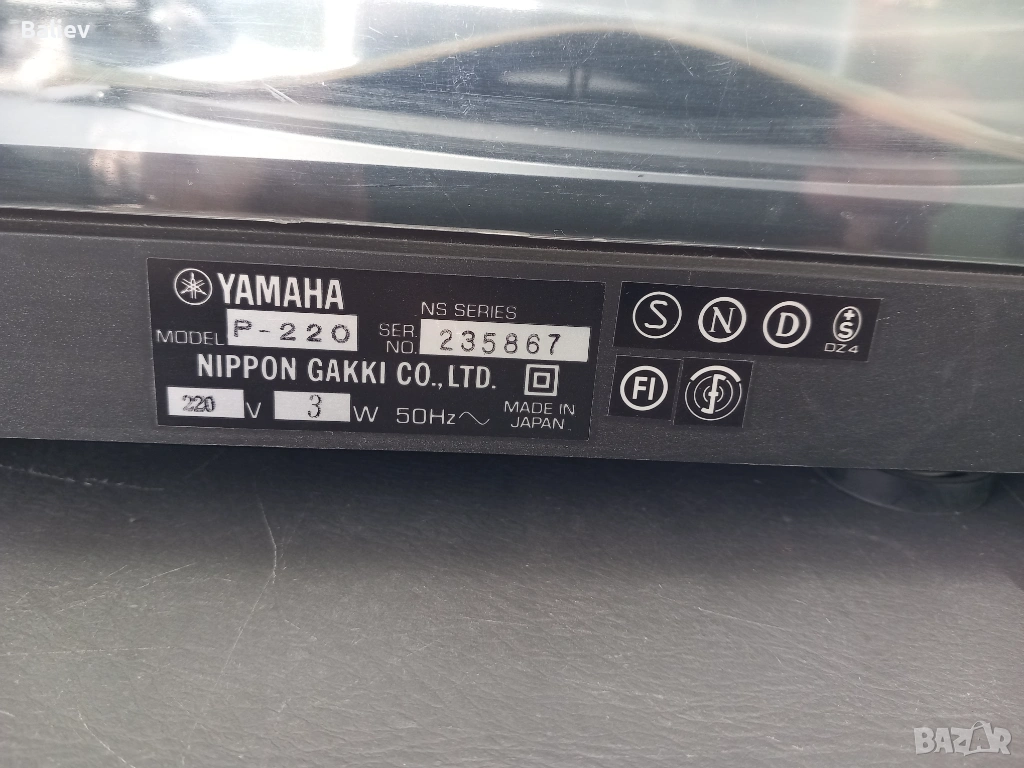 Batiev
YAMAHA
NS SERIES
MODEL P-220 SER. NO. 235867
NIPPON GAKKI CO., LTD.
220 V 3 W 50Hz MADE IN JAPAN
S N D +S
DZ4
FI
BAZAR